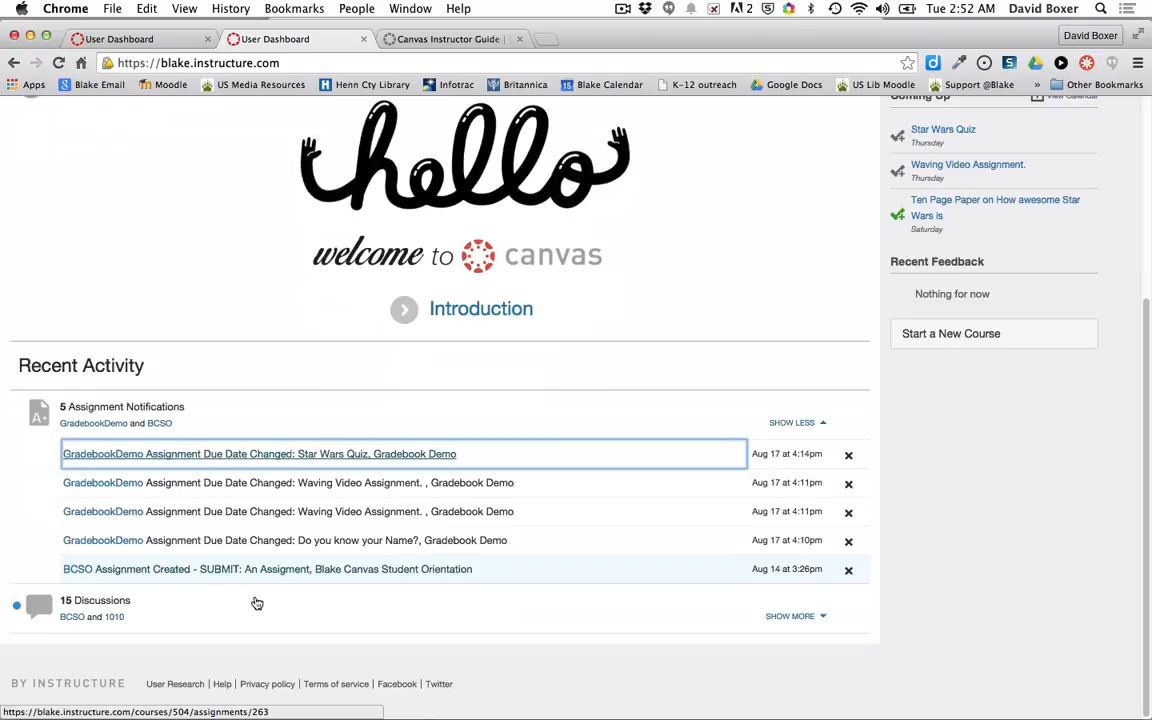 Chrome File Edit View History Bookmarks People Window Help 2 5 Tue 2:52 AM David Boxer
User Dashboard × User Dashboard × Canvas Instructor Guide | × David Boxer
https://blake.instructure.com
Apps Blake Email Moodle US Media Resources Henn Cty Library Infotrac Britannica Blake Calendar K-12 outreach Google Docs US Lib Moodle Support @Blake » Other Bookmarks
Coming Up View Calendar
hello
welcome to canvas
Introduction
Star Wars Quiz
Thursday
Waving Video Assignment.
Thursday
Ten Page Paper on How awesome Star
Wars is
Saturday
Recent Feedback
Nothing for now
Start a New Course
Recent Activity
5 Assignment Notifications
GradebookDemo and BCSO SHOW LESS
GradebookDemo Assignment Due Date Changed: Star Wars Quiz, Gradebook Demo Aug 17 at 4:14pm
GradebookDemo Assignment Due Date Changed: Waving Video Assignment. , Gradebook Demo Aug 17 at 4:11pm
GradebookDemo Assignment Due Date Changed: Waving Video Assignment. , Gradebook Demo Aug 17 at 4:11pm
GradebookDemo Assignment Due Date Changed: Do you know your Name?, Gradebook Demo Aug 17 at 4:10pm
BCSO Assignment Created - SUBMIT: An Assigment, Blake Canvas Student Orientation Aug 14 at 3:26pm
15 Discussions
BCSO and 1010 SHOW MORE
BY INSTRUCTURE User Research | Help | Privacy policy | Terms of service | Facebook | Twitter
https://blake.instructure.com/courses/504/assignments/263